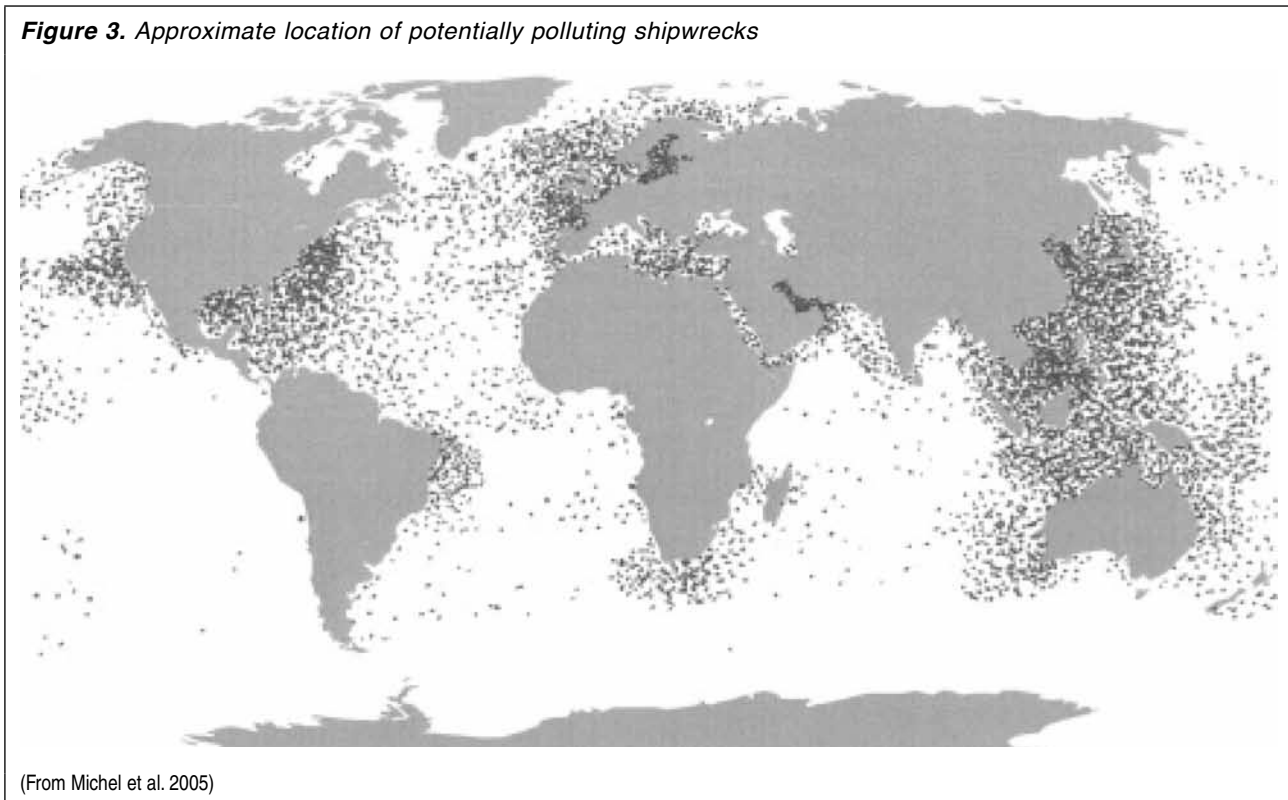 Figure 3. Approximate location of potentially polluting shipwrecks
(From Michel et al. 2005)